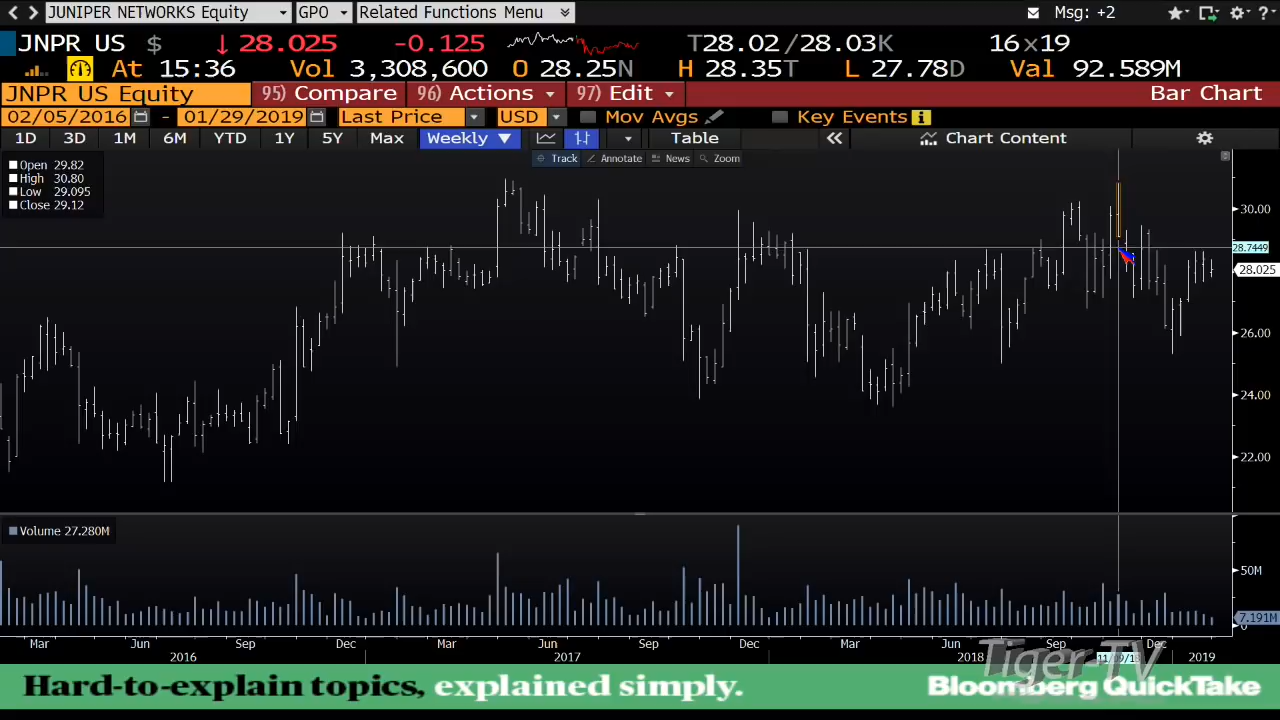 JUNIPER NETWORKS Equity GPO Related Functions Menu Msg: +2
JNPR US $ 28.025 -0.125 T28.02/28.03K 16x19
At 15:36 Vol 3,308,600 O 28.25N H 28.35T L 27.78D Val 92.589M
JNPR US Equity 95) Compare 96) Actions 97) Edit Bar Chart
02/05/2016 - 01/29/2019 Last Price USD Mov Avgs Key Events
1D 3D 1M 6M YTD 1Y 5Y Max Weekly Table Chart Content
Track Annotate News Zoom
Open 29.82
High 30.80
Low 29.095
Close 29.12
30.00
28.7449
28.025
26.00
24.00
22.00
Volume 27.280M
50M
7.191M
0
Mar Jun Sep Dec Mar Jun Sep Dec Mar Jun Sep Dec
2016 2017 2018 11/09/18 2019
Tiger TV
Hard-to-explain topics, explained simply. Bloomberg QuickTake